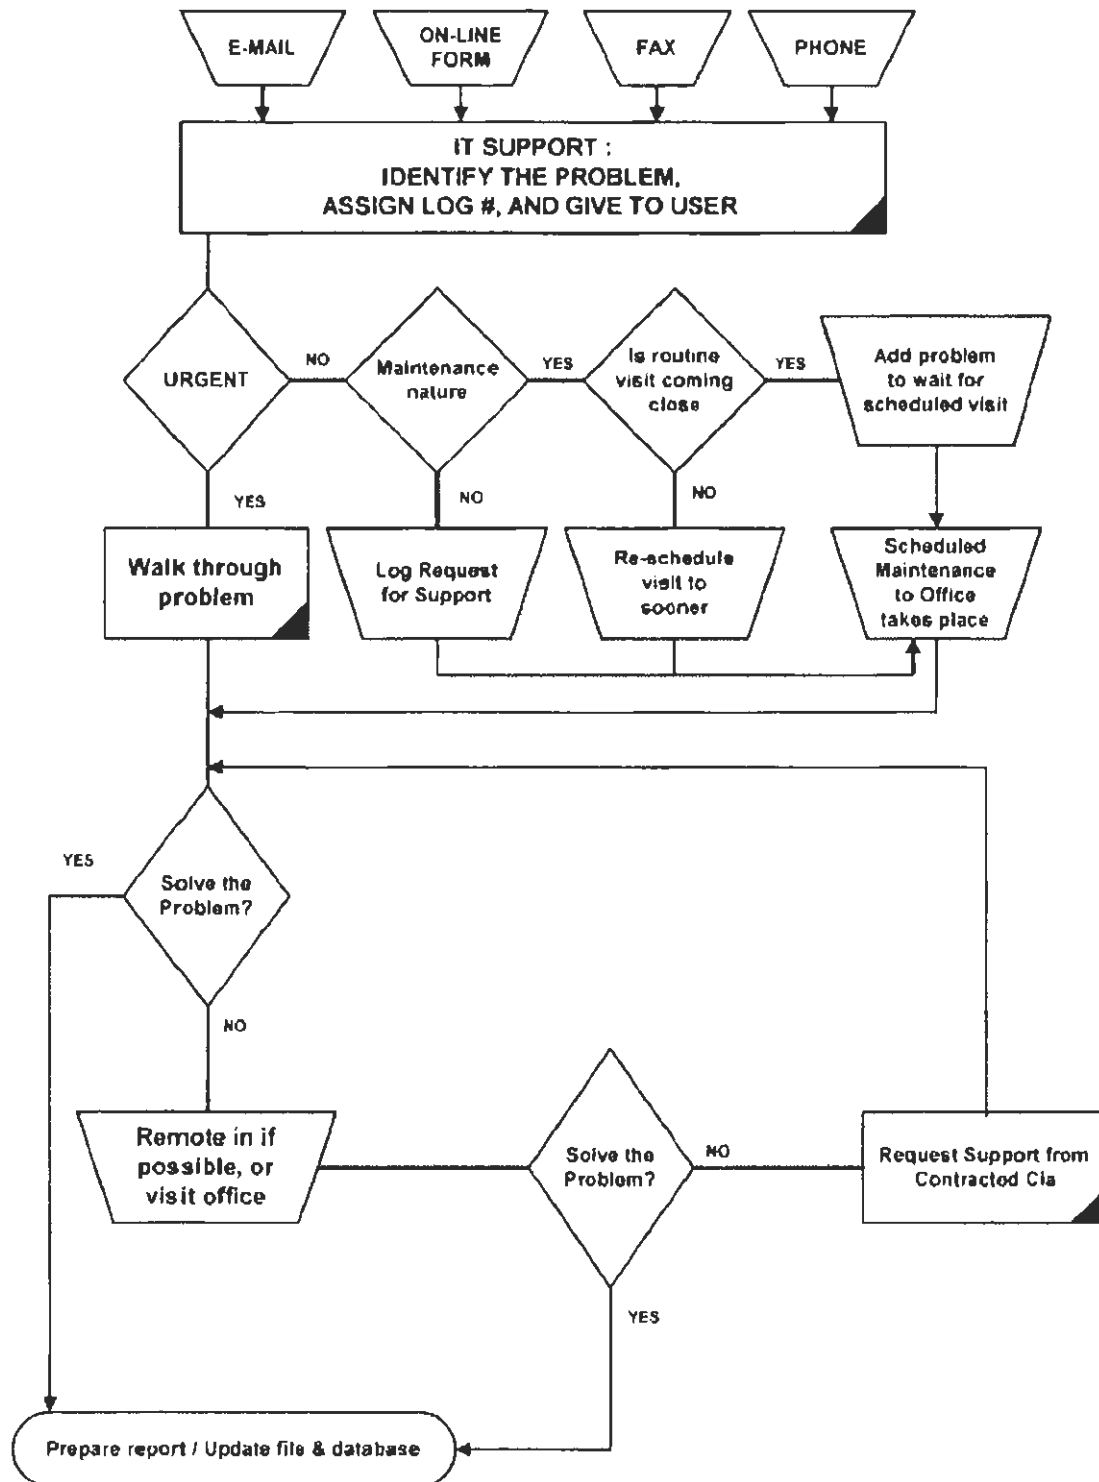 E-MAIL
ON-LINE
FORM
FAX
PHONE
IT SUPPORT :
IDENTIFY THE PROBLEM,
ASSIGN LOG #, AND GIVE TO USER
URGENT
NO
Maintenance
nature
YES
Is routine
visit coming
close
YES
Add problem
to wait for
scheduled visit
YES
NO
NO
Walk through
problem
Log Request
for Support
Re-schedule
visit to
sooner
Scheduled
Maintenance
to Office
takes place
YES
Solve the
Problem?
NO
Remote in if
possible, or
visit office
Solve the
Problem?
NO
Request Support from
Contracted Cia
YES
Prepare report / Update file & database